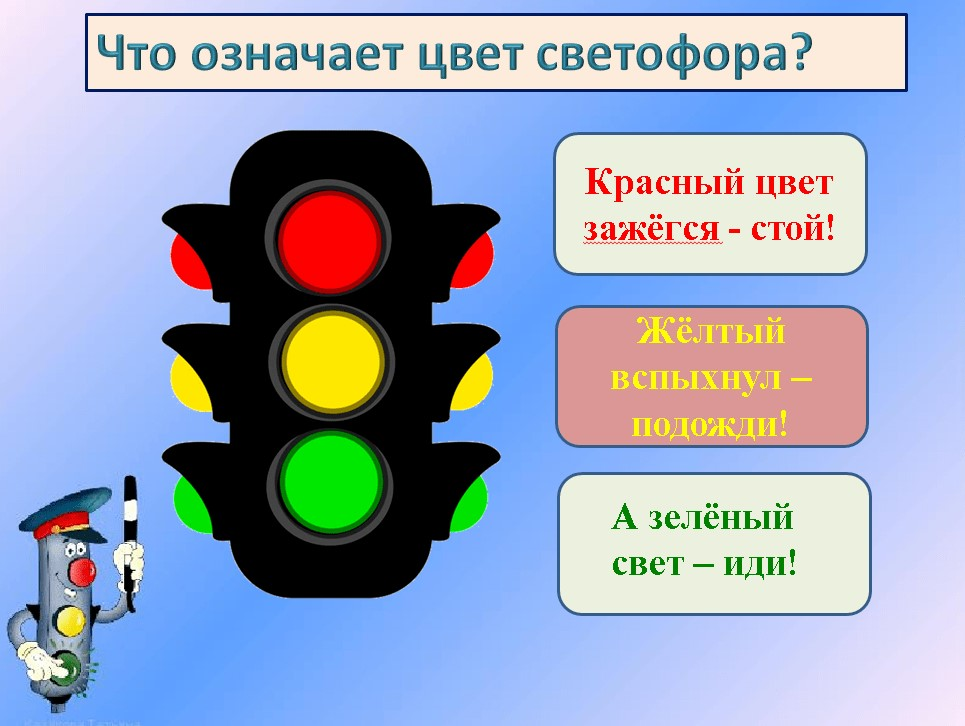 Что означает цвет светофора?
Красный цвет
зажёгся - стой!
Жёлтый
вспыхнул –
подожди!
А зелёный
свет – иди!